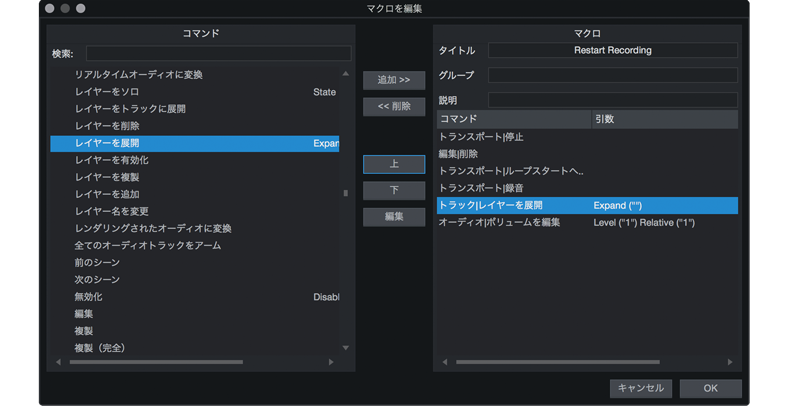 マクロを編集
コマンド
検索:
リアルタイムオーディオに変換
レイヤーをソロ State
レイヤーをトラックに展開
レイヤーを削除
レイヤーを展開 Expan
レイヤーを有効化
レイヤーを複製
レイヤーを追加
レイヤー名を変更
レンダリングされたオーディオに変換
全てのオーディオトラックをアーム
前のシーン
次のシーン
無効化 Disabl
編集
複製
複製（完全）
追加 >>
<< 削除
上
下
編集
マクロ
タイトル Restart Recording
グループ
説明
コマンド 引数
トランスポート|停止
編集|削除
トランスポート|ループスタートへ..
トランスポート|録音
トラック|レイヤーを展開 Expand ("")
オーディオ|ボリュームを編集 Level ("1") Relative ("1")
キャンセル OK